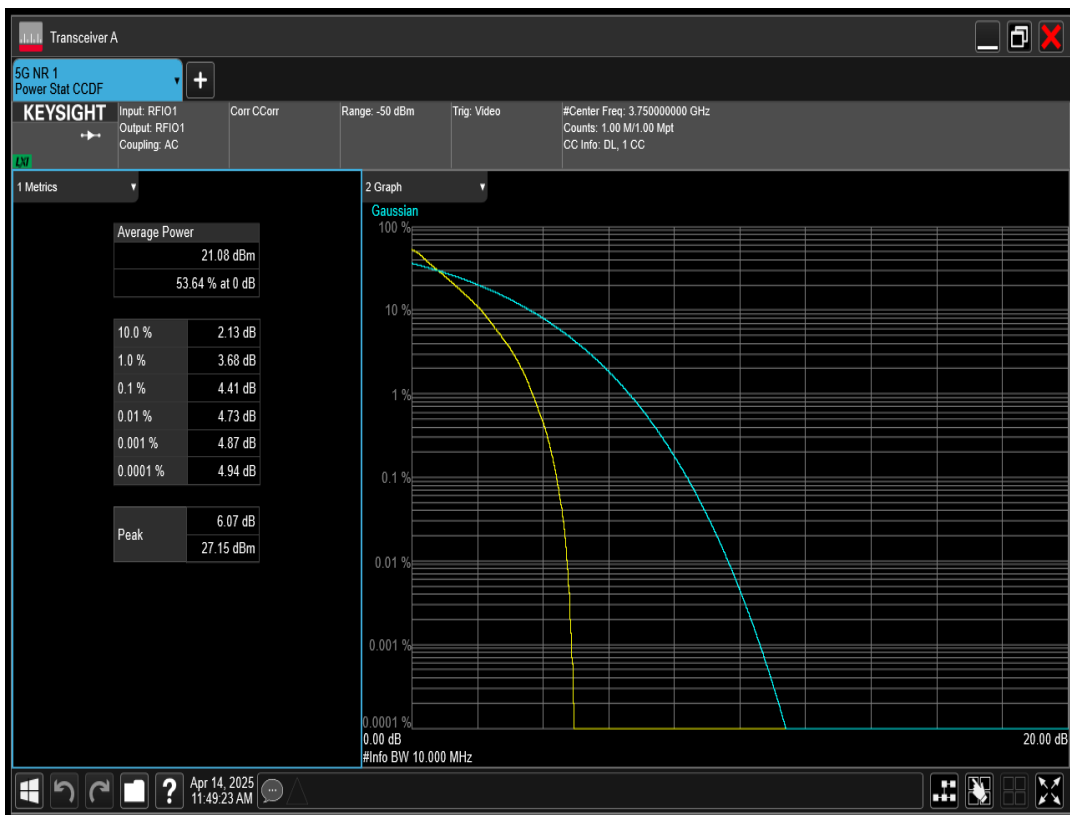 Transceiver A
5G NR 1
Power Stat CCDF
+
KEYSIGHT
LXI
Input: RFIO1
Output: RFIO1
Coupling: AC
Corr CCorr
Range: -50 dBm
Trig: Video
#Center Freq: 3.750000000 GHz
Counts: 1.00 M/1.00 Mpt
CC Info: DL, 1 CC
1 Metrics
Average Power
21.08 dBm
53.64 % at 0 dB
10.0 % 2.13 dB
1.0 % 3.68 dB
0.1 % 4.41 dB
0.01 % 4.73 dB
0.001 % 4.87 dB
0.0001 % 4.94 dB
Peak 6.07 dB
27.15 dBm
2 Graph
Gaussian
100 %
10 %
1 %
0.1 %
0.01 %
0.001 %
0.0001 %
0.00 dB 20.00 dB
#Info BW 10.000 MHz
?
Apr 14, 2025
11:49:23 AM